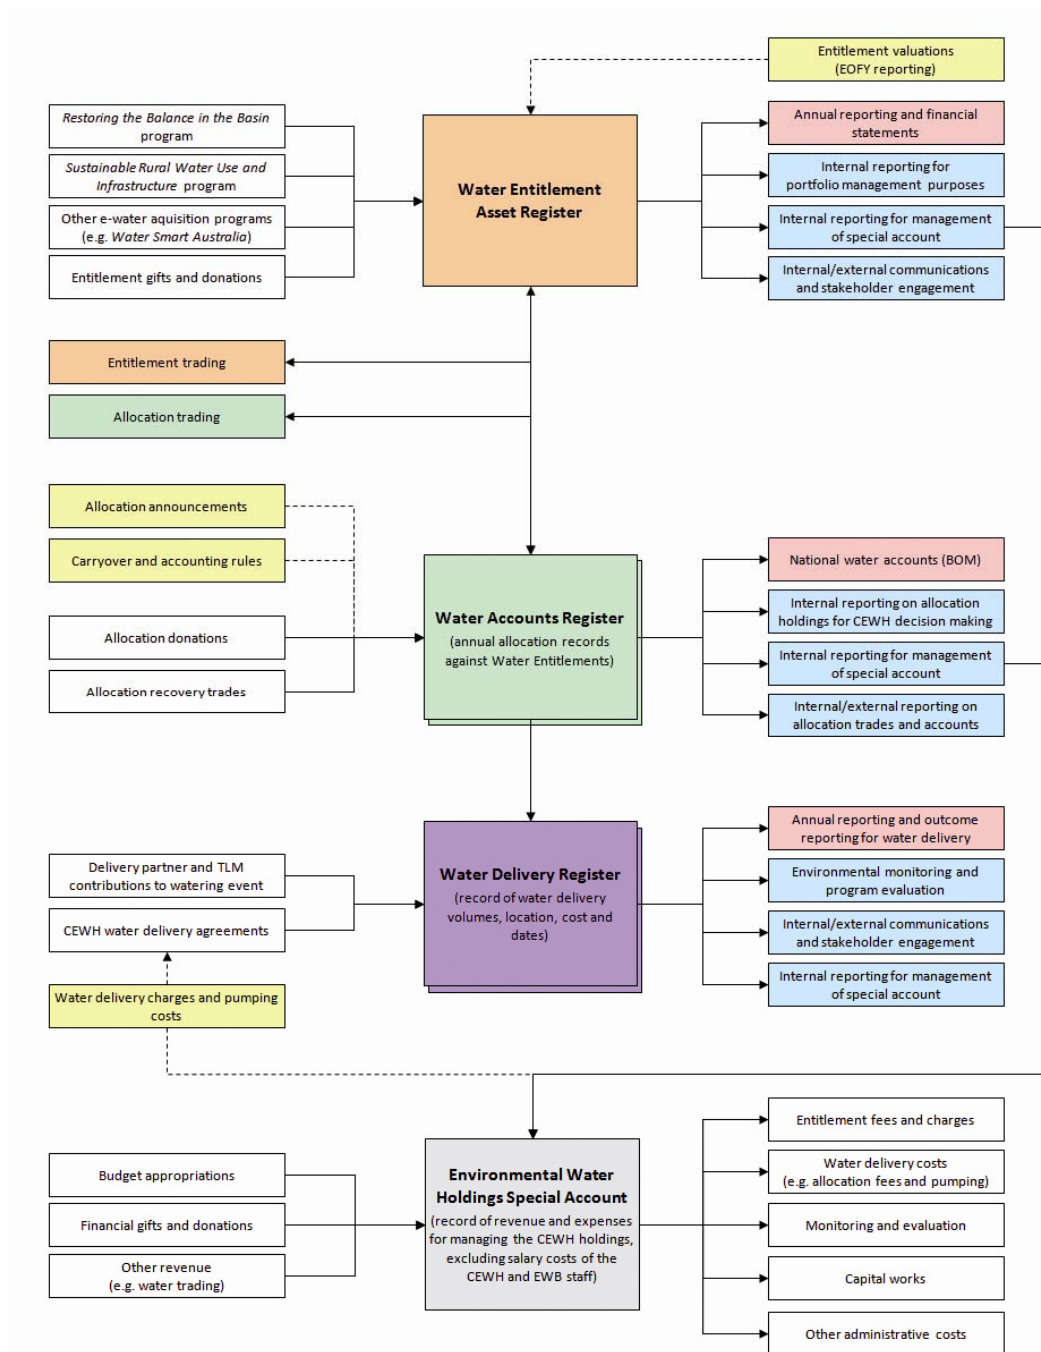 Entitlement valuations
(EOFY reporting)
Restoring the Balance in the Basin
program
Sustainable Rural Water Use and
Infrastructure program
Other e-water aquisition programs
(e.g. Water Smart Australia)
Entitlement gifts and donations
Water Entitlement
Asset Register
Annual reporting and financial
statements
Internal reporting for
portfolio management purposes
Internal reporting for management
of special account
Internal/external communications
and stakeholder engagement
Entitlement trading
Allocation trading
Allocation announcements
Carryover and accounting rules
Allocation donations
Allocation recovery trades
Water Accounts Register
(annual allocation records
against Water Entitlements)
National water accounts (BOM)
Internal reporting on allocation
holdings for CEWH decision making
Internal reporting for management
of special account
Internal/external reporting on
allocation trades and accounts
Delivery partner and TLM
contributions to watering event
CEWH water delivery agreements
Water delivery charges and pumping
costs
Water Delivery Register
(record of water delivery
volumes, location, cost and
dates)
Annual reporting and outcome
reporting for water delivery
Environmental monitoring and
program evaluation
Internal/external communications
and stakeholder engagement
Internal reporting for management
of special account
Budget appropriations
Financial gifts and donations
Other revenue
(e.g. water trading)
Environmental Water
Holdings Special Account
(record of revenue and expenses
for managing the CEWH holdings,
excluding salary costs of the
CEWH and EWB staff)
Entitlement fees and charges
Water delivery costs
(e.g. allocation fees and pumping)
Monitoring and evaluation
Capital works
Other administrative costs